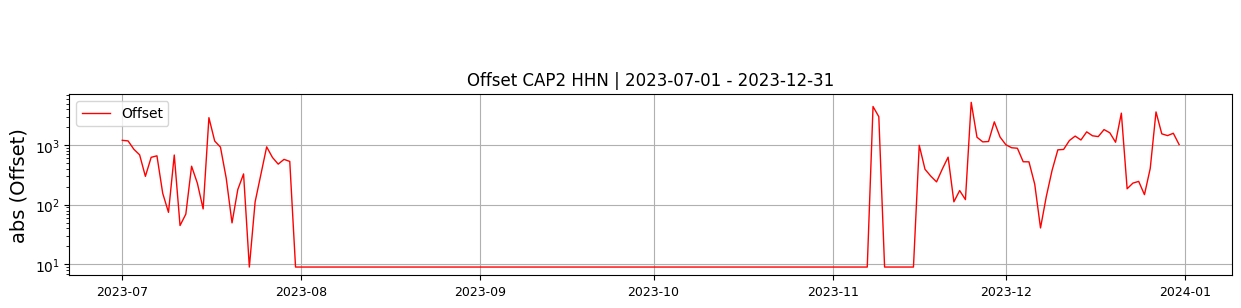 Offset CAP2 HHN | 2023-07-01 - 2023-12-31
Offset
abs (Offset)
10³
10²
10¹
2023-07 2023-08 2023-09 2023-10 2023-11 2023-12 2024-01